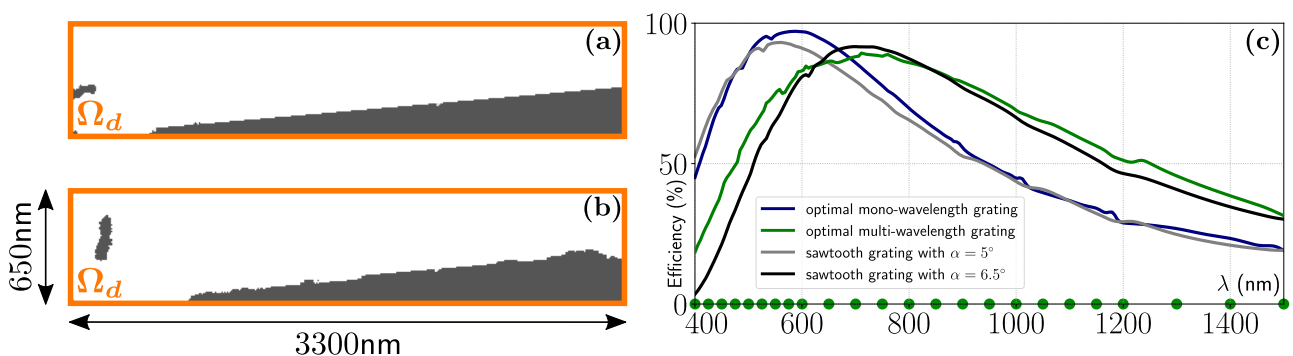 (a)
Ω_d
(b)
Ω_d
650nm
3300nm
(c)
100
50
0
Efficiency (%)
optimal mono-wavelength grating
optimal multi-wavelength grating
sawtooth grating with α = 5°
sawtooth grating with α = 6.5°
λ (nm)
400 600 800 1000 1200 1400